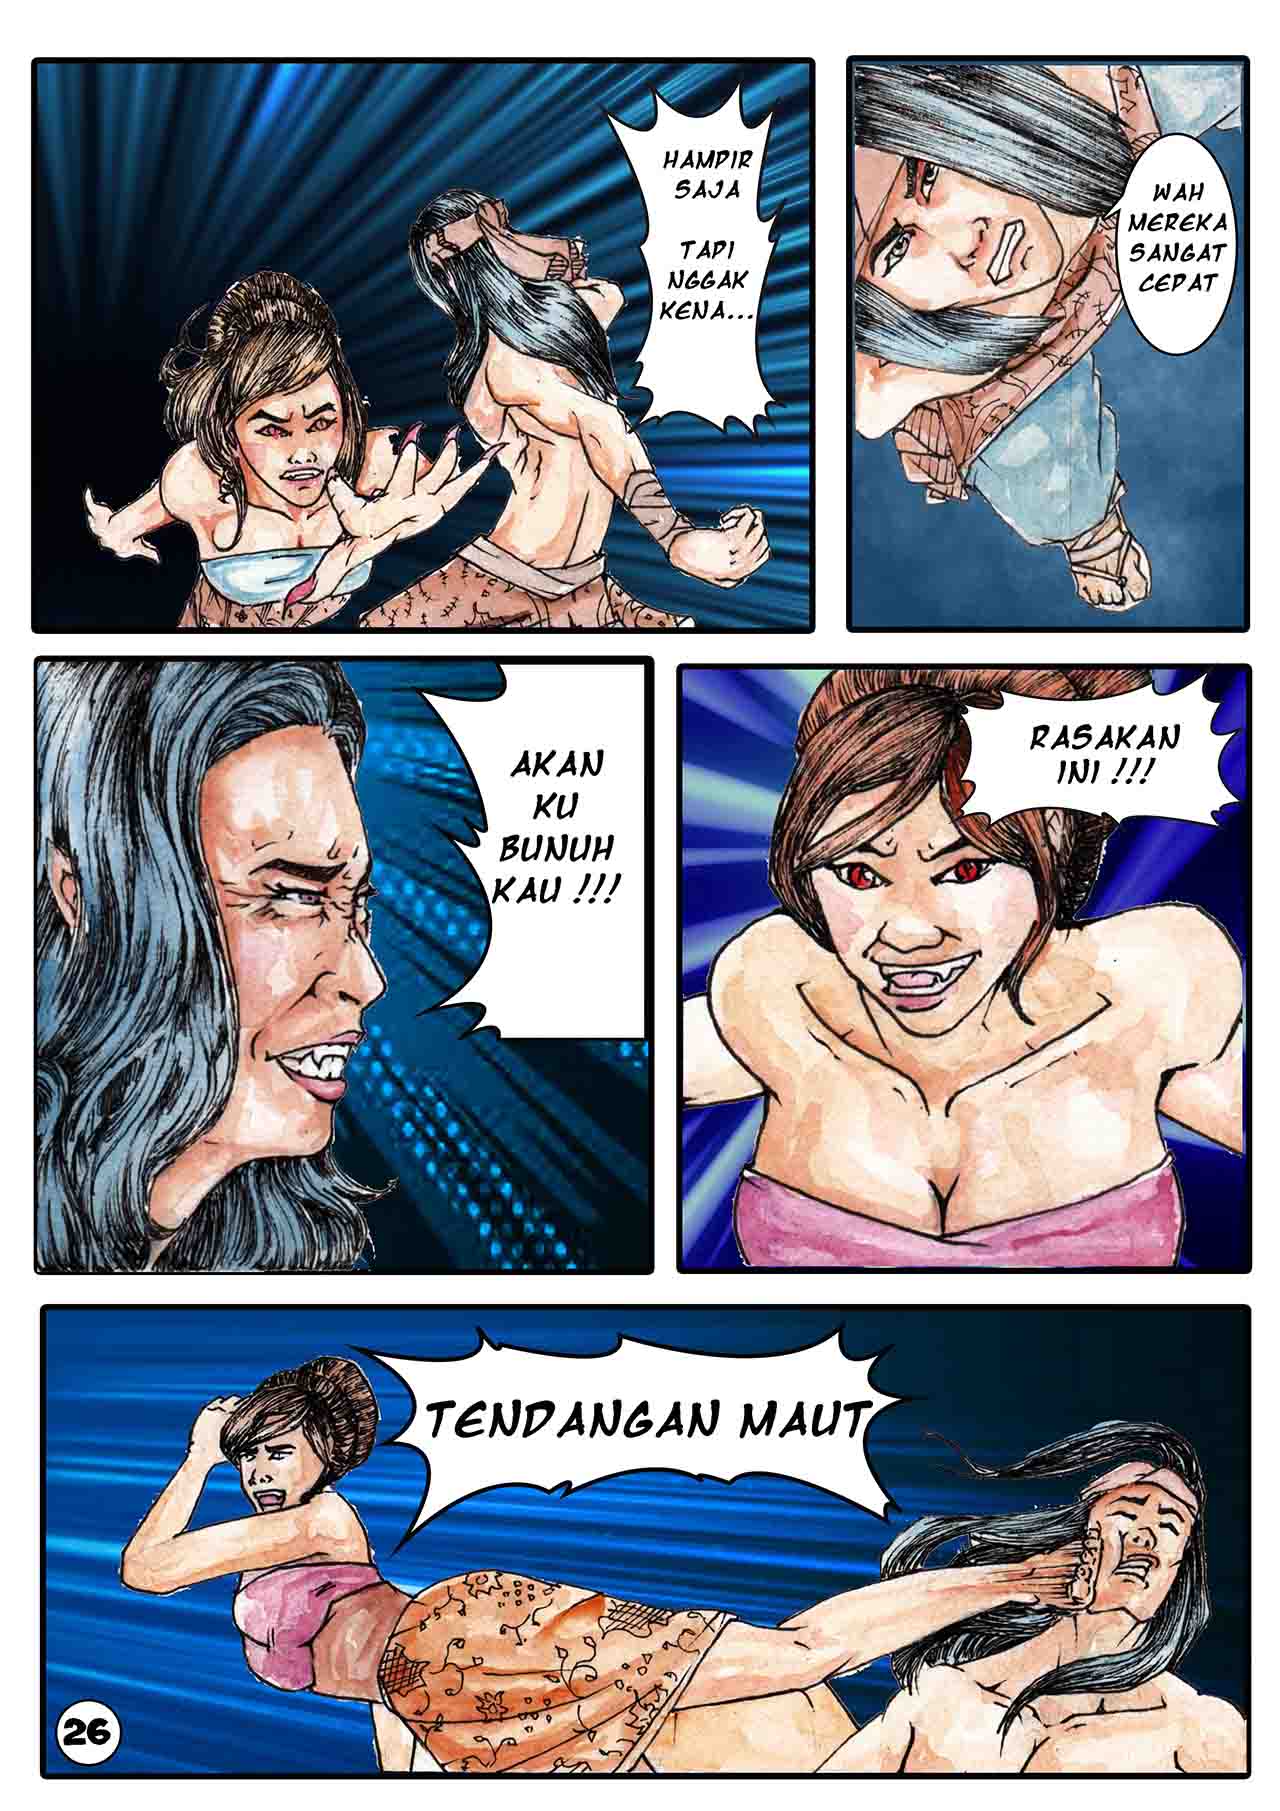 HAMPIR
SAJA
TAPI
NGGAK
KENA...
WAH
MEREKA
SANGAT
CEPAT
AKAN
KU
BUNUH
KAU !!!
RASAKAN
INI !!!
TENDANGAN MAUT
26